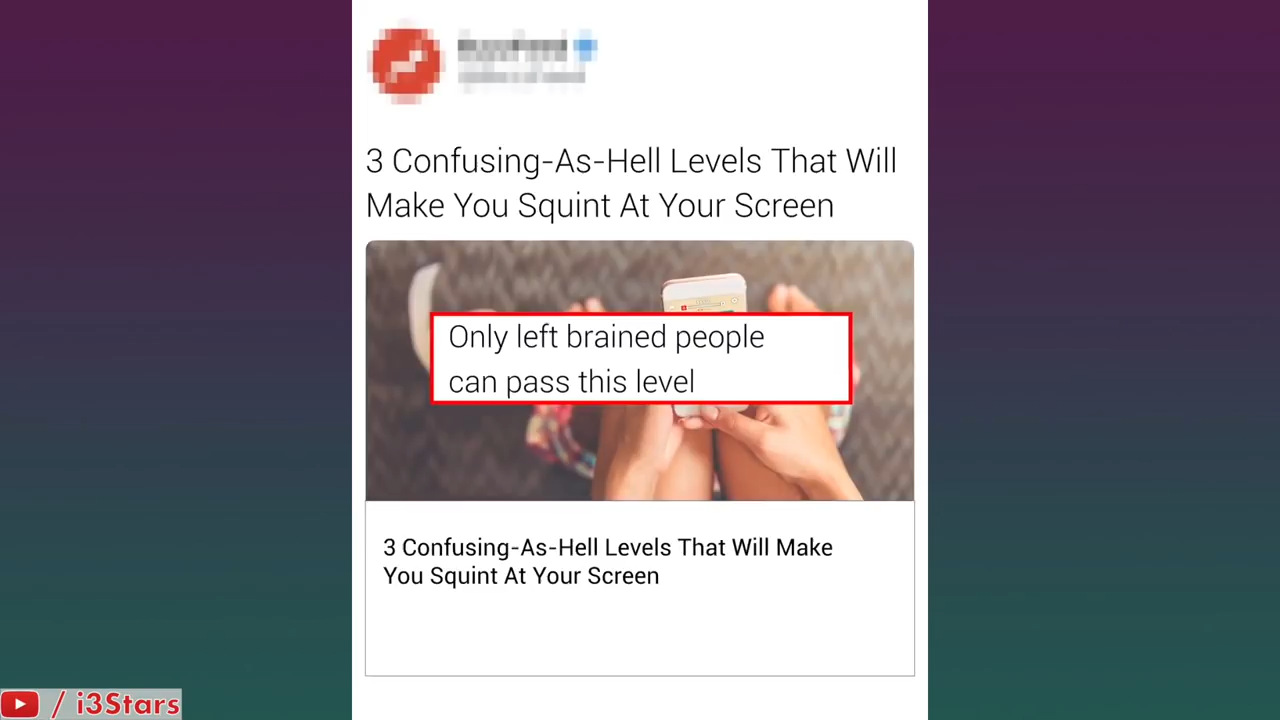 3 Confusing-As-Hell Levels That Will
Make You Squint At Your Screen
Only left brained people
can pass this level
3 Confusing-As-Hell Levels That Will Make
You Squint At Your Screen
/ i3Stars